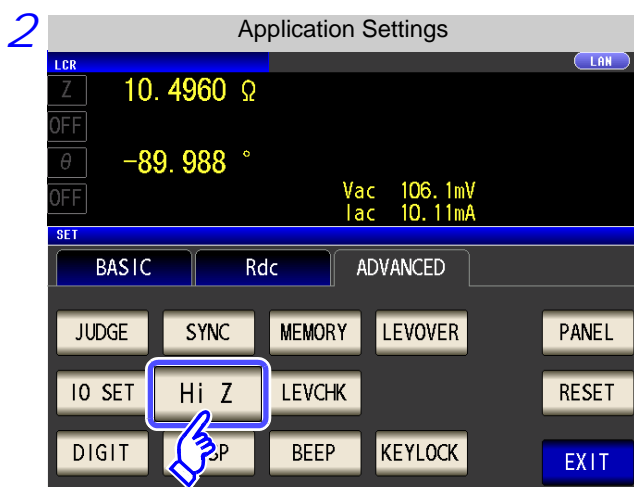 2 Application Settings
LCR LAN
Z 10.4960 Ω
OFF
θ -89.988 °
OFF Vac 106.1mV
Iac 10.11mA
SET
BASIC Rdc ADVANCED
JUDGE SYNC MEMORY LEVOVER PANEL
IO SET Hi Z LEVCHK RESET
DIGIT SP BEEP KEYLOCK EXIT